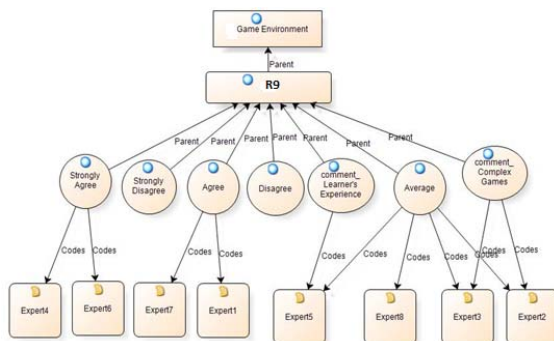 Game Environment
Parent
R9
Parent
Parent
Parent
Parent
Parent
Parent
Parent
Strongly
Agree
Strongly
Disagree
Agree
Disagree
comment_
Learner's
Experience
Average
comment_
Complex
Games
Codes
Codes
Codes
Codes
Codes
Codes
Codes
Codes
Codes
Codes
Codes
Expert4
Expert6
Expert7
Expert1
Expert5
Expert8
Expert3
Expert2